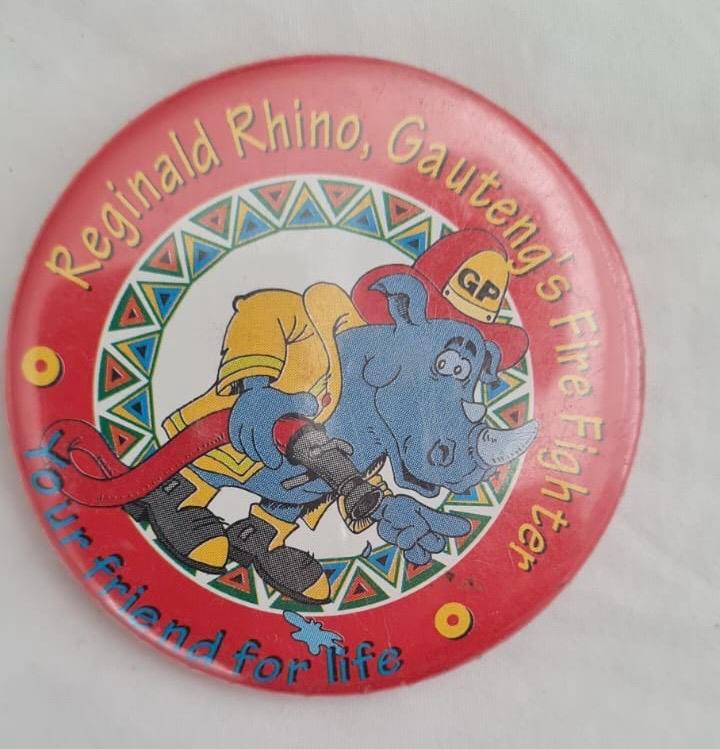 Reginald Rhino, Gauteng's Fire Fighter
GP
Your friend for life